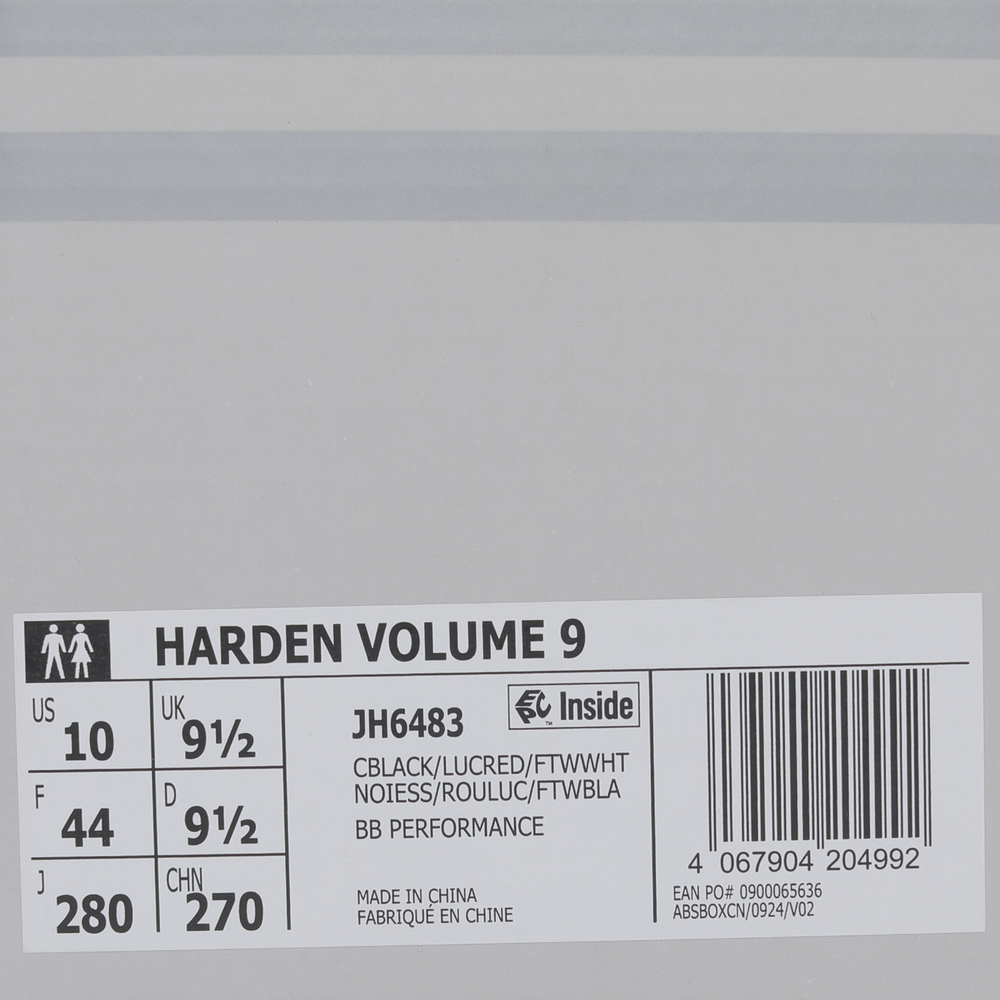 HARDEN VOLUME 9
US 10
UK 9½
F 44
D 9½
J 280
CHN 270
JH6483
EPC ™ Inside
CBLACK/LUCRED/FTWWHT
NOIESS/ROULUC/FTWBLA
BB PERFORMANCE
MADE IN CHINA
FABRIQUÉ EN CHINE
4 067904 204992
EAN PO# 0900065636
ABSBOXCN/0924/V02